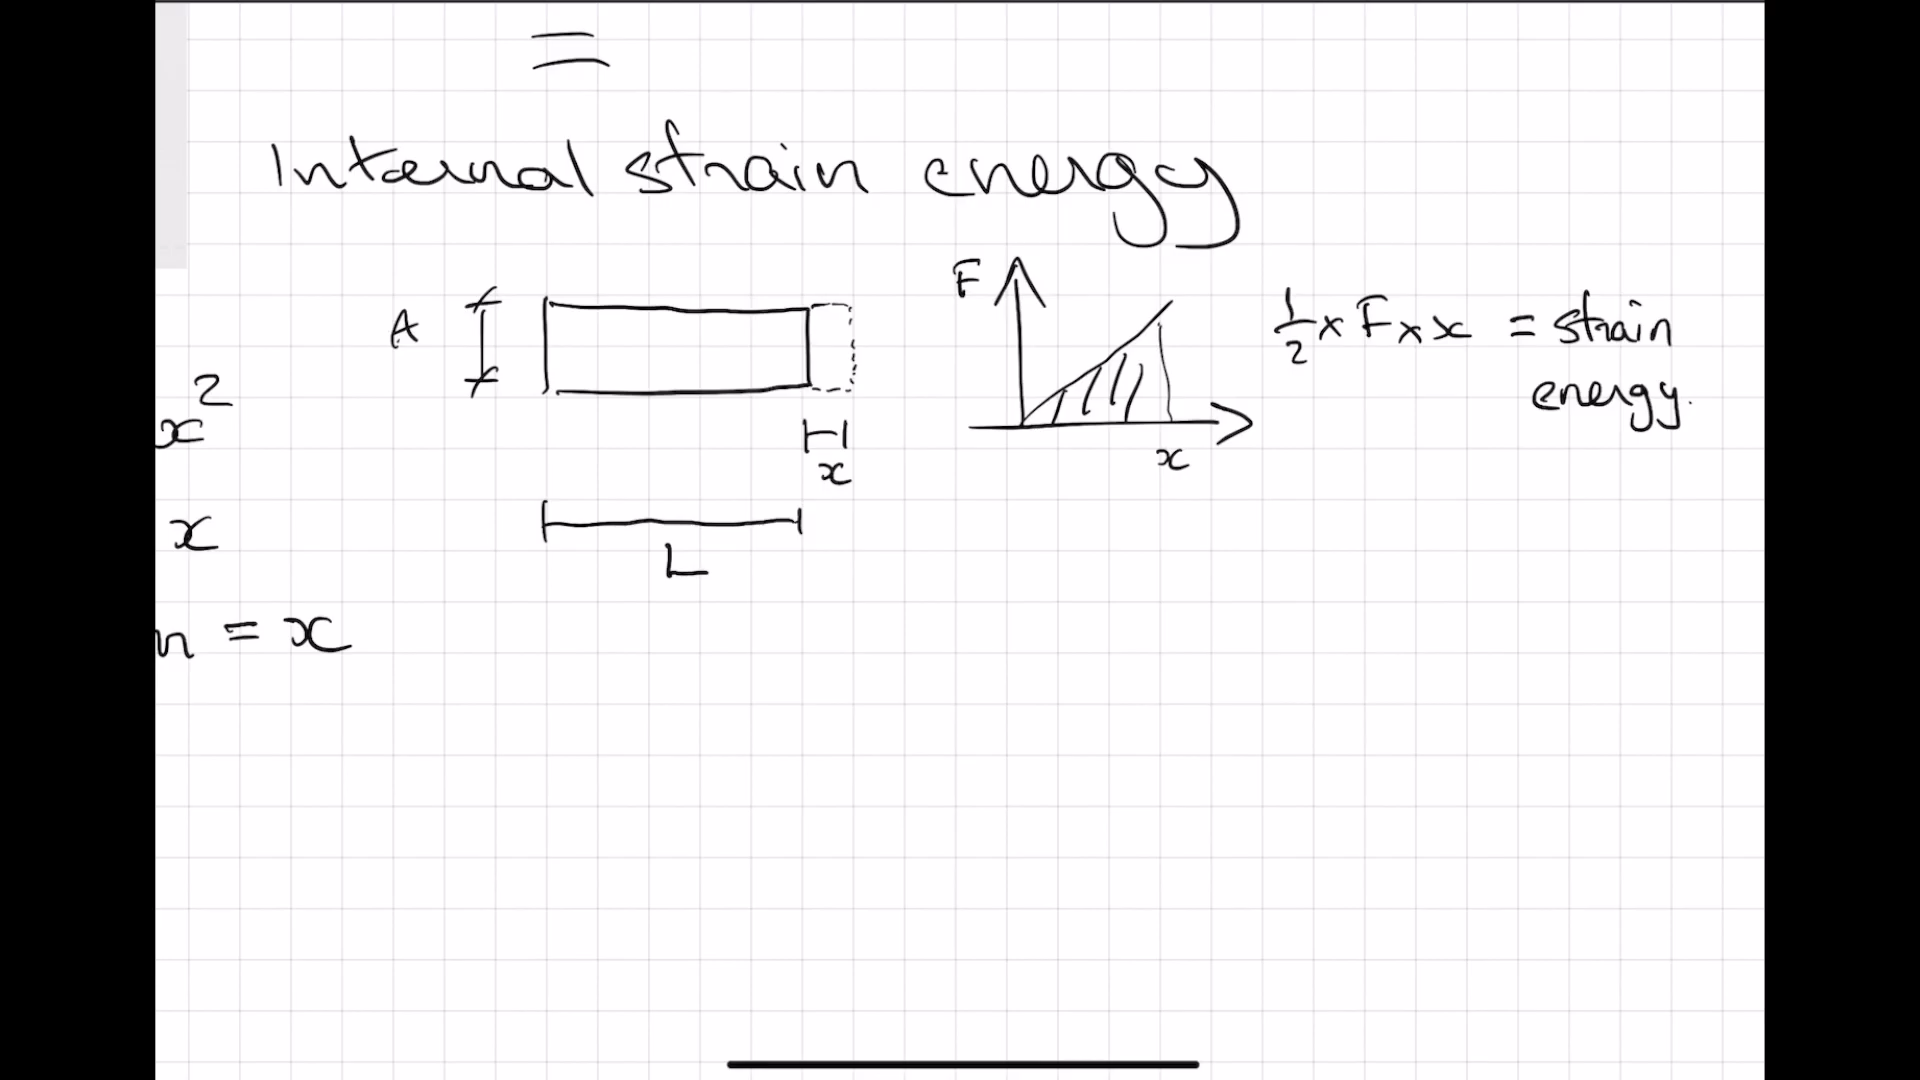 =
Internal strain energy
F
A
1/2 × F × x = strain
energy.
x²
x
x
L
x
n = x